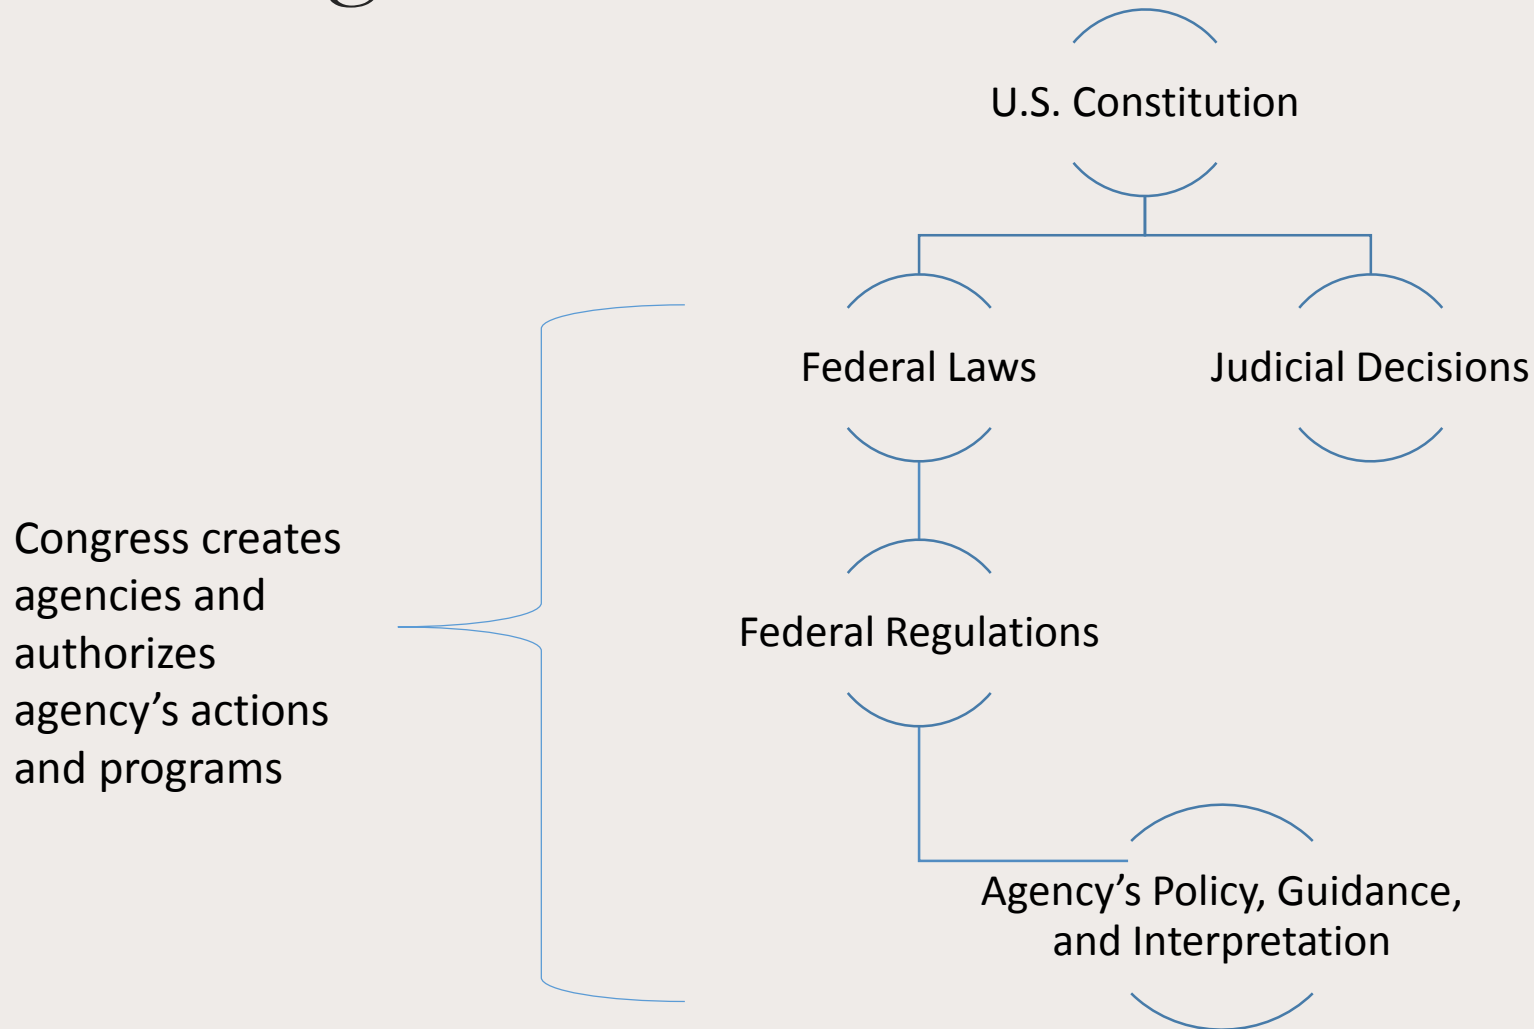 U.S. Constitution
Federal Laws
Judicial Decisions
Congress creates
agencies and
authorizes
agency’s actions
and programs
Federal Regulations
Agency’s Policy, Guidance,
and Interpretation